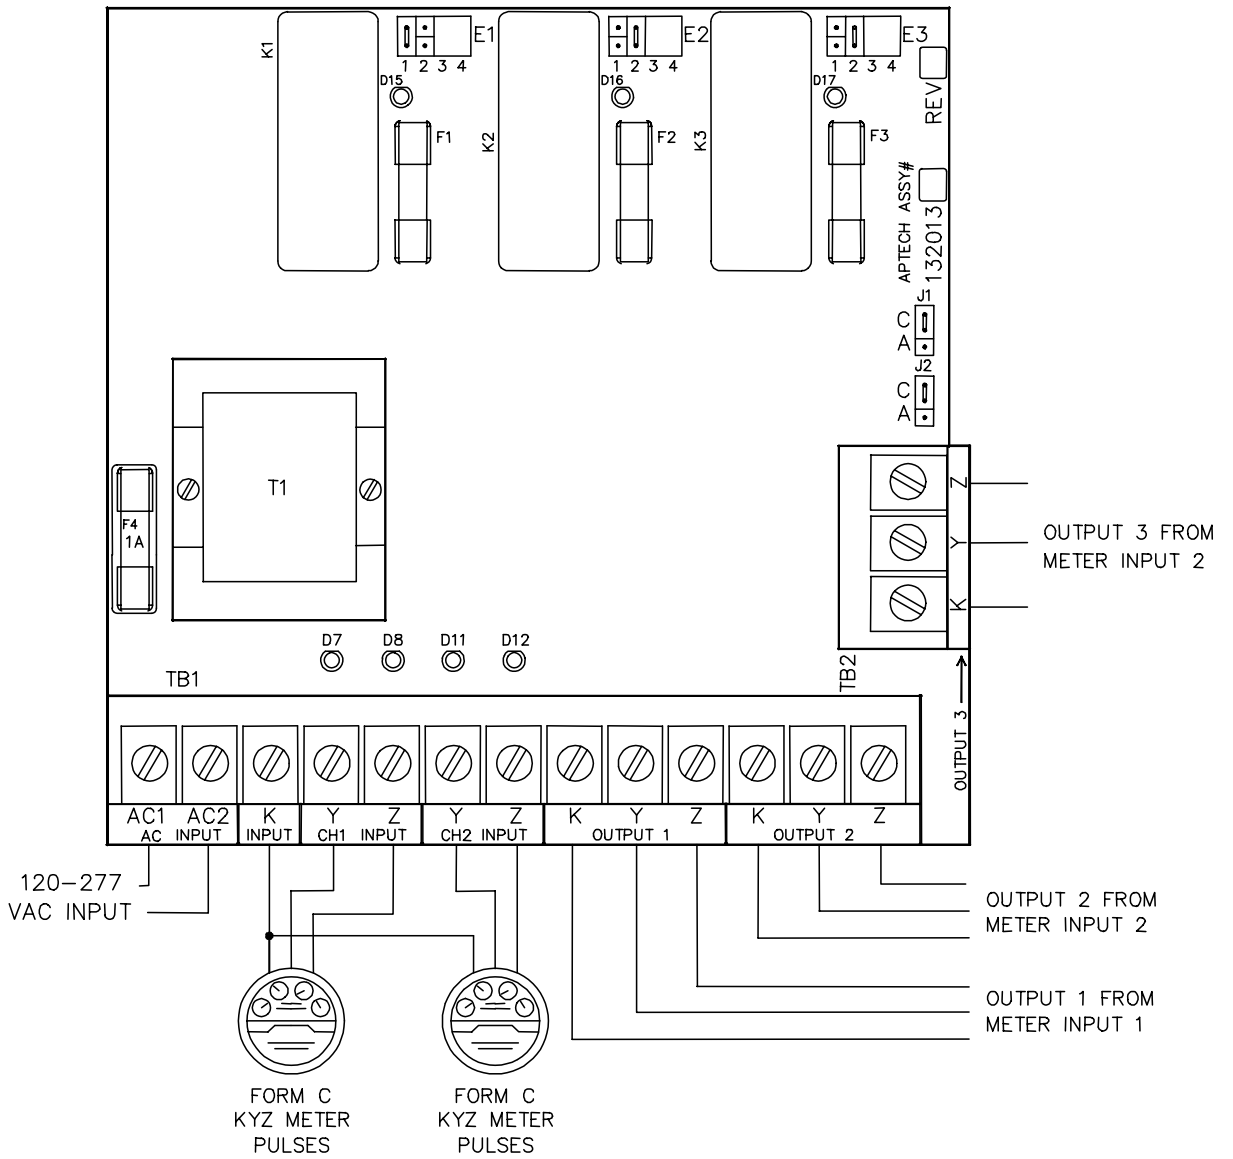 K1
E1
1 2 3 4
D15
F1
K2
E2
1 2 3 4
D16
F2
K3
E3
1 2 3 4
D17
F3
REV
APTECH ASSY#
132013
J1
C
A
J2
C
A
T1
F4
1A
Z
Y
K
OUTPUT 3 FROM
METER INPUT 2
TB2
OUTPUT 3
D7
D8
D11
D12
TB1
AC1 AC2 K Y Z Y Z K Y Z K Y Z
AC INPUT INPUT CH1 INPUT CH2 INPUT OUTPUT 1 OUTPUT 2
120-277
VAC INPUT
OUTPUT 2 FROM
METER INPUT 2
OUTPUT 1 FROM
METER INPUT 1
FORM C
KYZ METER
PULSES
FORM C
KYZ METER
PULSES